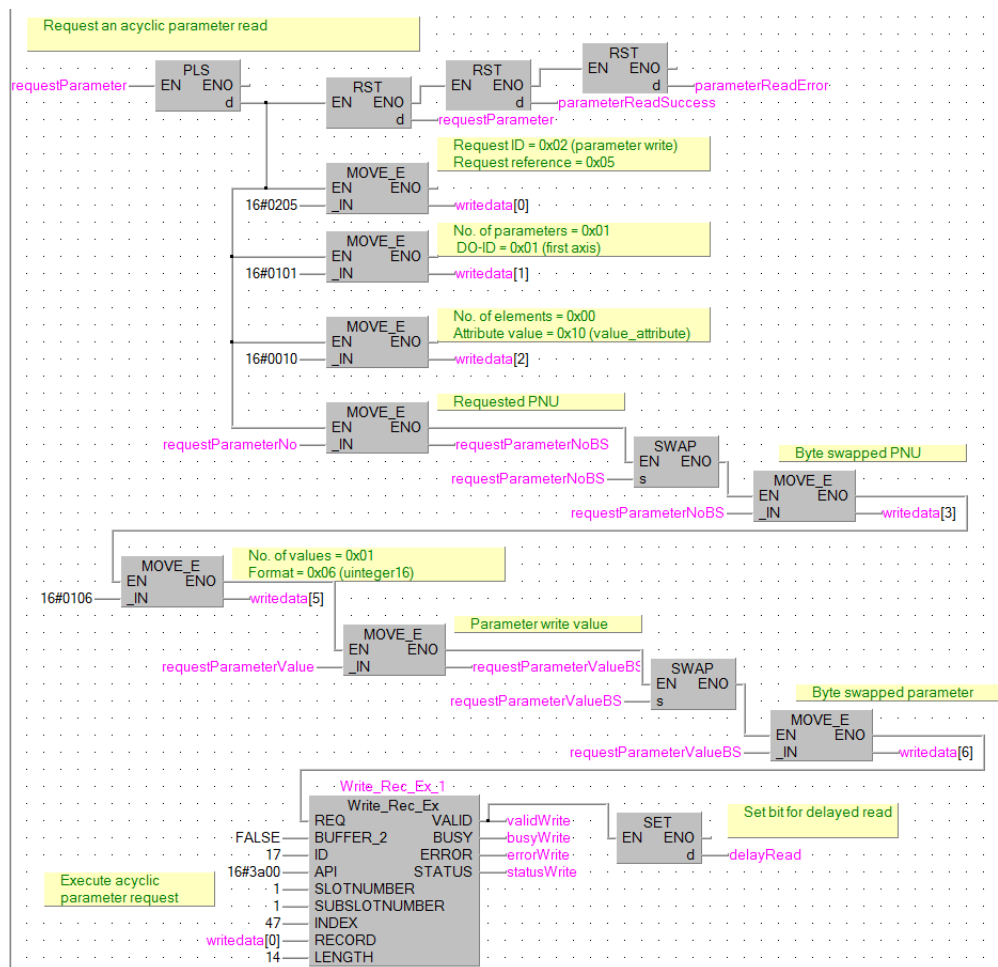 Request an acyclic parameter read
PLS
requestParameter EN ENO
d
RST
EN ENO
d requestParameter
RST
EN ENO
d parameterReadSuccess
RST
EN ENO
d parameterReadError
Request ID = 0x02 (parameter write)
Request reference = 0x05
MOVE_E
EN ENO
16#0205 _IN writedata[0]
No. of parameters = 0x01
DO-ID = 0x01 (first axis)
MOVE_E
EN ENO
16#0101 _IN writedata[1]
No. of elements = 0x00
Attribute value = 0x10 (value_attribute)
MOVE_E
EN ENO
16#0010 _IN writedata[2]
Requested PNU
MOVE_E
EN ENO
requestParameterNo _IN requestParameterNoBS
SWAP
EN ENO
requestParameterNoBS s
Byte swapped PNU
MOVE_E
EN ENO
requestParameterNoBS _IN writedata[3]
No. of values = 0x01
Format = 0x06 (uinteger16)
MOVE_E
EN ENO
16#0106 _IN writedata[5]
Parameter write value
MOVE_E
EN ENO
requestParameterValue _IN requestParameterValueBS
SWAP
EN ENO
requestParameterValueBS s
Byte swapped parameter
MOVE_E
EN ENO
requestParameterValueBS _IN writedata[6]
Write_Rec_Ex_1
Write_Rec_Ex
REQ VALID validWrite
FALSE BUFFER_2 BUSY busyWrite
17 ID ERROR errorWrite
16#3a00 API STATUS statusWrite
1 SLOTNUMBER
1 SUBSLOTNUMBER
47 INDEX
writedata[0] RECORD
14 LENGTH
Execute acyclic
parameter request
SET
EN ENO
d delayRead
Set bit for delayed read